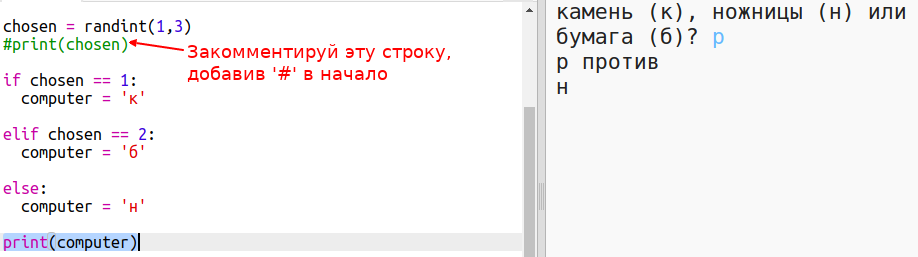 chosen = randint(1,3)
#print(chosen)
Закомментируй эту строку,
добавив '#' в начало
if chosen == 1:
  computer = 'к'
elif chosen == 2:
  computer = 'б'
else:
  computer = 'н'
print(computer)
камень (к), ножницы (н) или
бумага (б)? р
р против
н